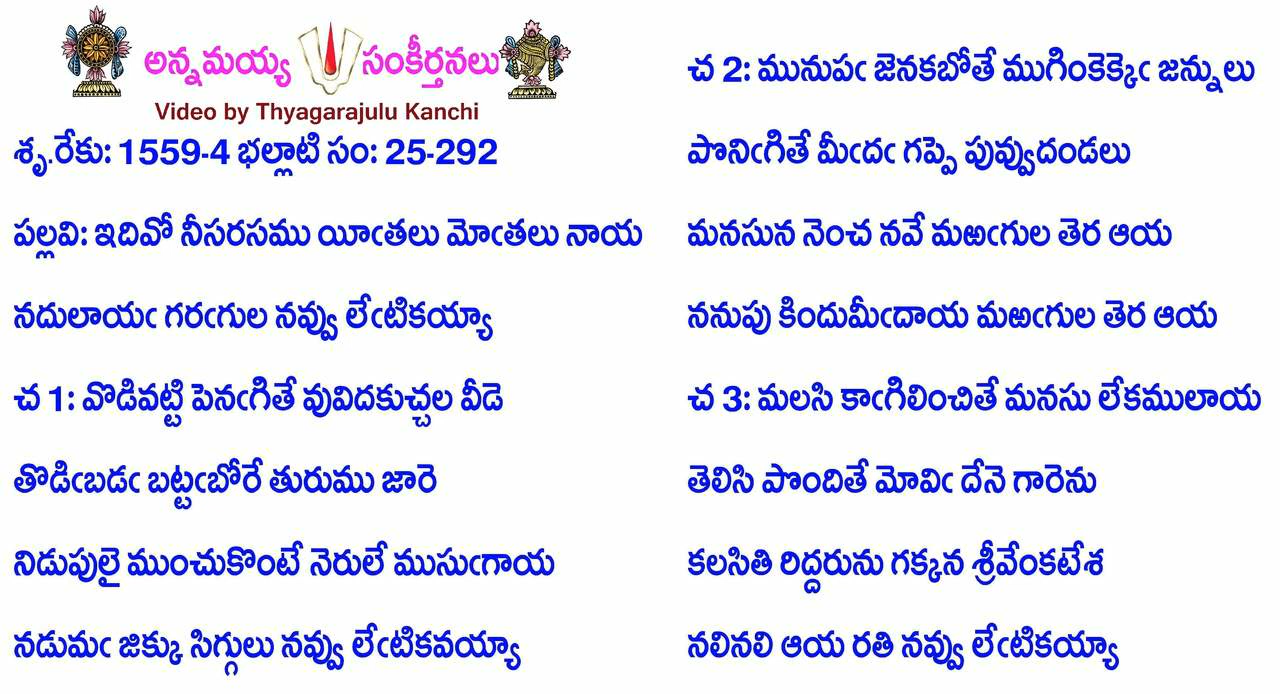 అన్నమయ్య సంకీర్తనలు
Video by Thyagarajulu Kanchi
శృ.రేకు: 1559-4 భల్లాటి సం: 25-292
పల్లవి: ఇదివో నీసరసము యీఁతలు మోఁతలు నాయ
నదులాయఁ గరఁగుల నవ్వు లేఁటికయ్యా
చ 1: వొడివట్టి పెనఁగితే వువిదకుచ్చల వీడె
తొడిఁబడఁ బట్టఁబోరే తురుము జారె
నిడుపులై ముంచుకొంటే నెరులే ముసుఁగాయ
నడుమఁ జిక్కు సిగ్గులు నవ్వు లేఁటికవయ్యా
చ 2: మునుపఁ జెనకబోతే ముగింకెక్కెఁ జన్నులు
పొనిఁగితే మీఁదఁ గప్పె పువ్వుదండలు
మనసున నెంచ నవే మఱఁగుల తెర ఆయ
ననుపు కిందుమీఁదాయ మఱఁగుల తెర ఆయ
చ 3: మలసి కాఁగిలించితే మనసు లేకములాయ
తెలిసి పొందితే మోవిఁ దేనె గారెను
కలసితి రిద్దరును గక్కన శ్రీవేంకటేశ
నలినలి ఆయ రతి నవ్వు లేఁటికయ్యా